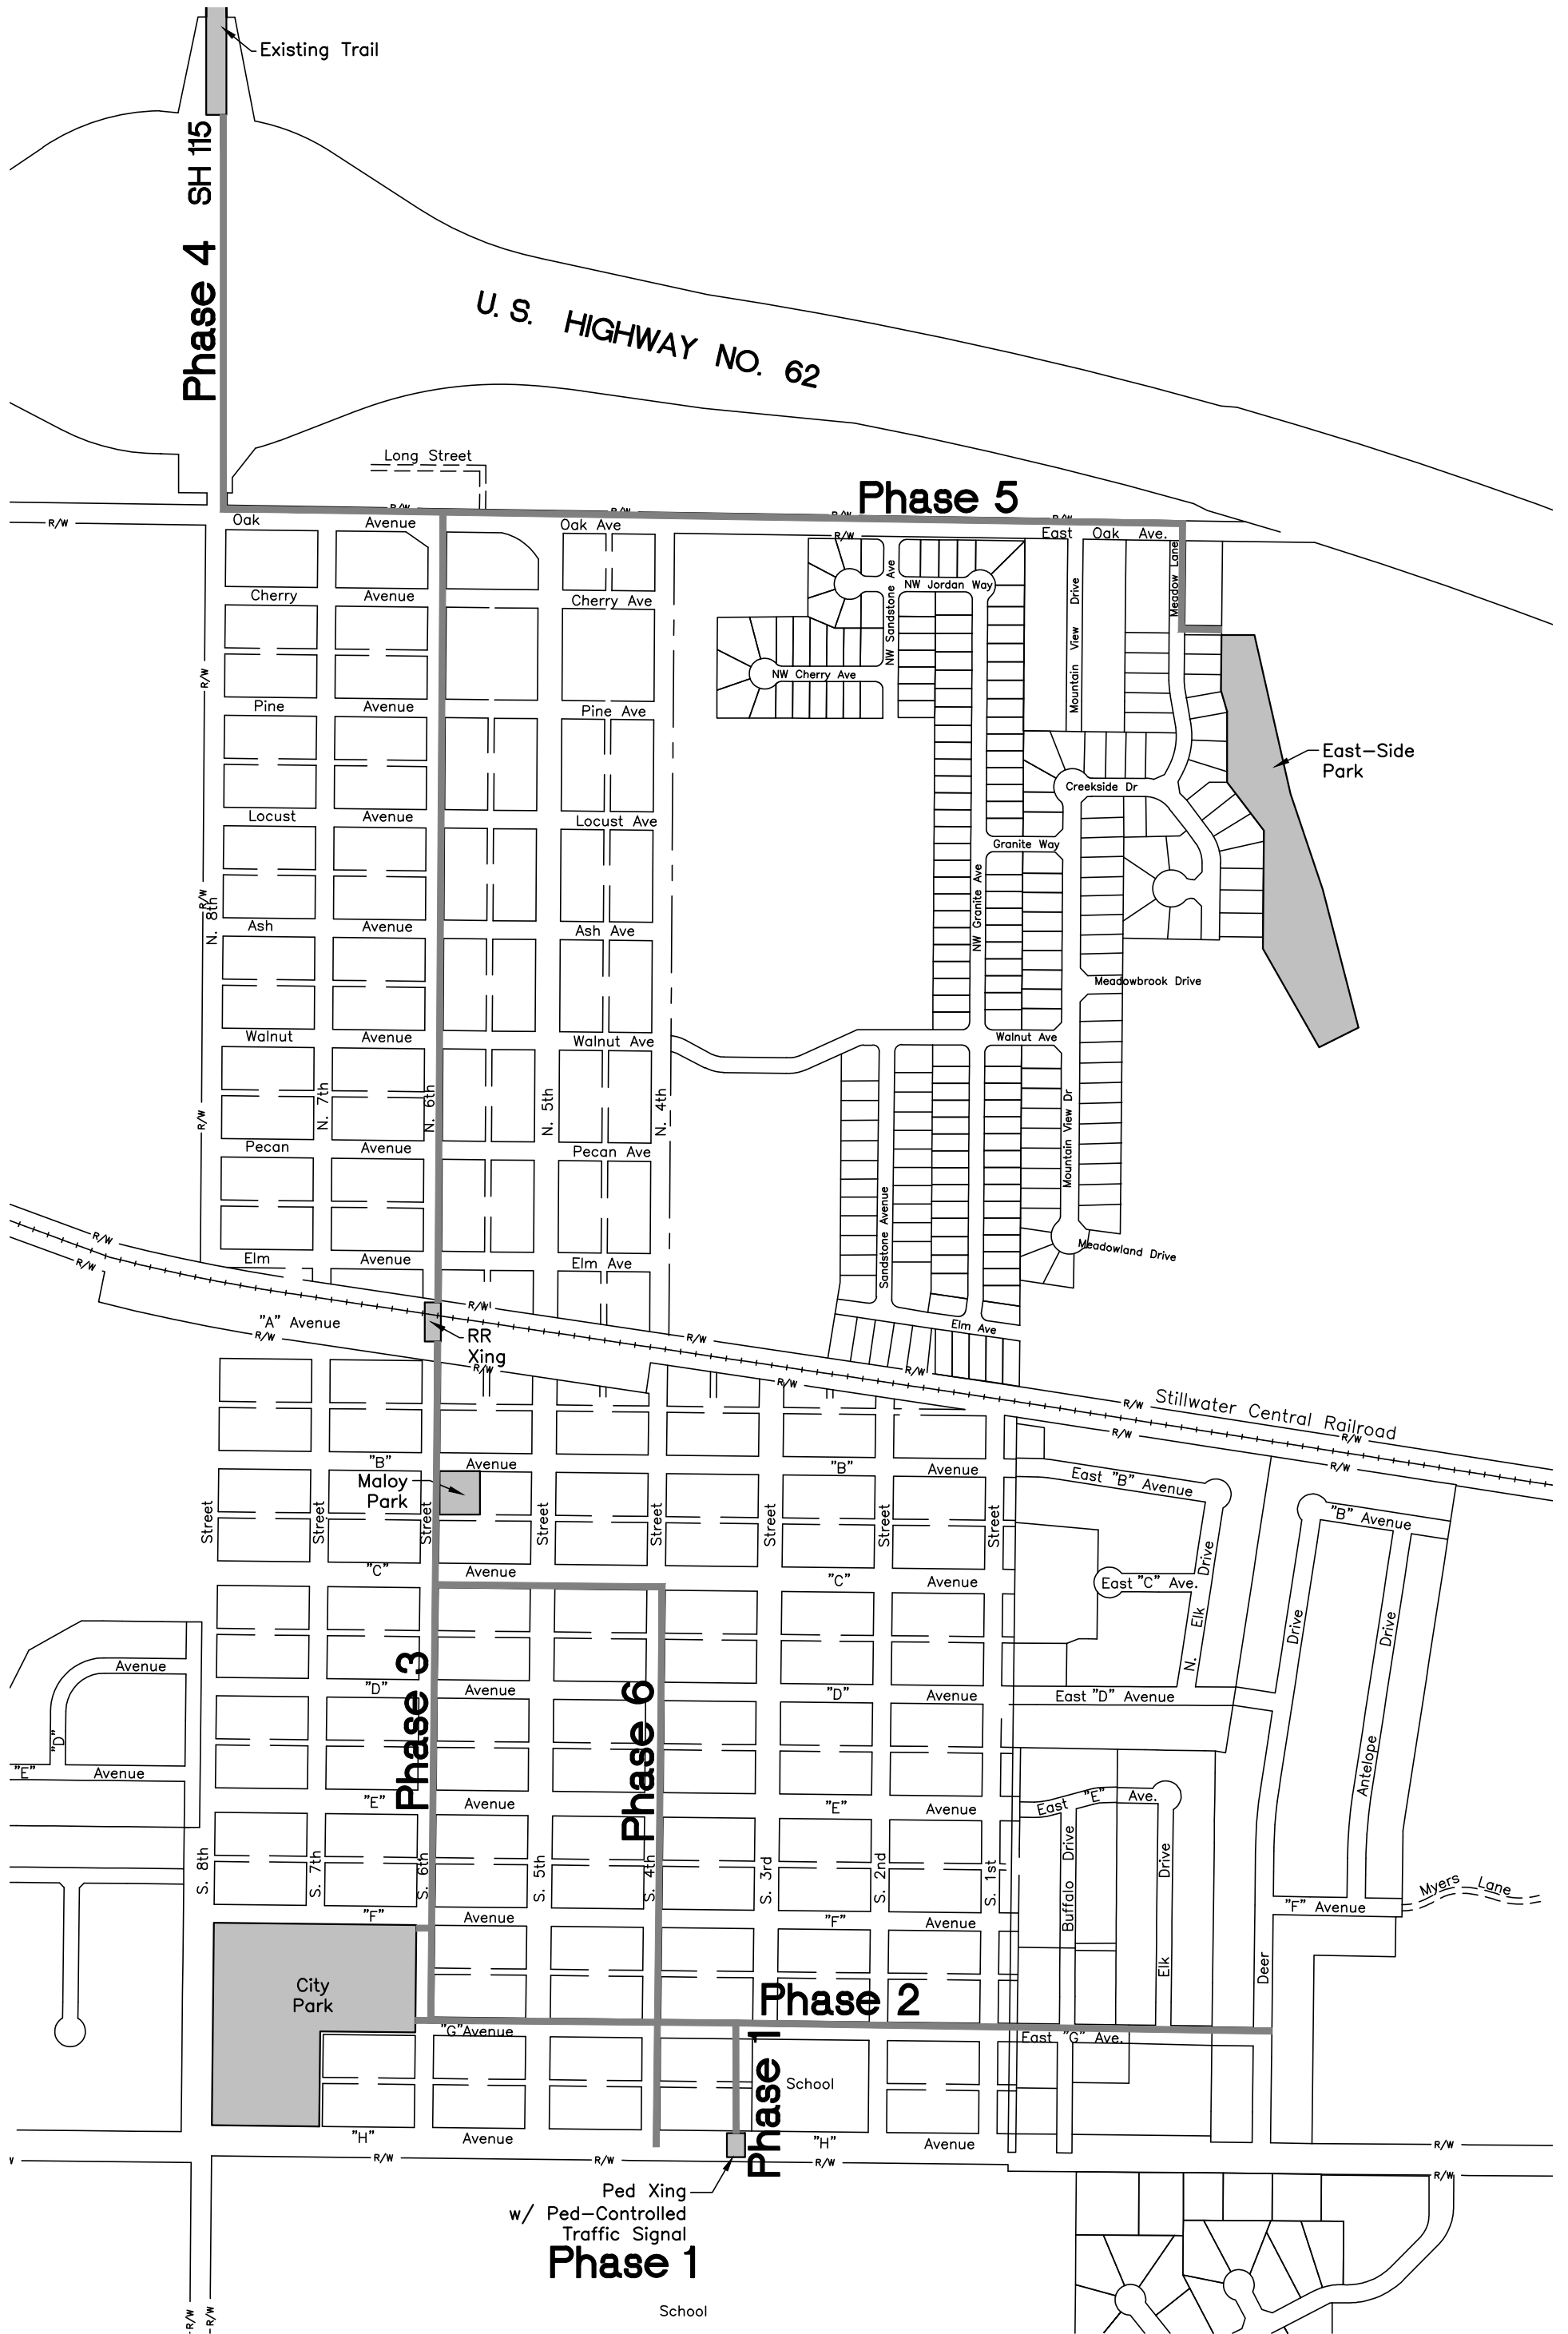 Existing Trail
SH 115
Phase 4
U. S. HIGHWAY NO. 62
Long Street
Phase 5
R/W
R/W
R/W
R/W
R/W
Oak Avenue
Oak Ave
R/W
East Oak Ave.
Meadow Lane
NW Sandstone Ave
NW Jordan Way
Mountain View Drive
Cherry Avenue
Cherry Ave
NW Cherry Ave
R/W
Pine Avenue
Pine Ave
East-Side
Park
Creekside Dr
Locust Avenue
Locust Ave
Granite Way
R/W
N. 8th
NW Granite Ave
Ash Avenue
Ash Ave
Meadowbrook Drive
Walnut Avenue
Walnut Ave
Walnut Ave
R/W
N. 7th
N. 6th
N. 5th
N. 4th
Mountain View Dr
Pecan Avenue
Pecan Ave
Sandstone Avenue
R/W
R/W
Elm Avenue
Elm Ave
Meadowland Drive
R/W
"A" Avenue
R/W
RR
Xing
R/W
R/W
Elm Ave
R/W
R/W
Stillwater Central Railroad
R/W
R/W
R/W
R/W
"B" Avenue
"B" Avenue
East "B" Avenue
Maloy
Park
Street
Street
Street
Street
Street
Street
Street
Street
"B" Avenue
"C" Avenue
"C" Avenue
East "C" Ave.
N. Elk Drive
Drive
Drive
Avenue
"D"
Phase 3
Phase 6
"D" Avenue
"D" Avenue
East "D" Avenue
"E" Avenue
Antelope
"E" Avenue
"E" Avenue
East "E" Ave.
S. 8th
S. 7th
S. 6th
S. 5th
S. 4th
S. 3rd
S. 2nd
S. 1st
Buffalo Drive
Elk Drive
Myers Lane
"F" Avenue
"F" Avenue
"F" Avenue
Deer
City
Park
Phase 2
"G"Avenue
East "G" Ave.
Phase 1
School
"H" Avenue
"H" Avenue
R/W
R/W
R/W
R/W
R/W
Ped Xing
w/ Ped-Controlled
Traffic Signal
Phase 1
School
R/W
R/W